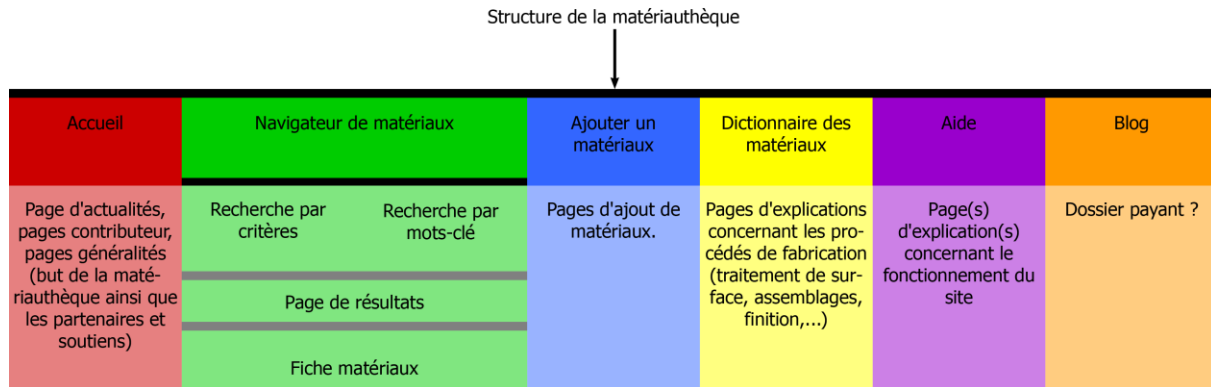 Structure de la matériauthèque
Accueil
Navigateur de matériaux
Ajouter un
matériaux
Dictionnaire des
matériaux
Aide
Blog
Page d'actualités,
pages contributeur,
pages généralités
(but de la maté-
riauthèque ainsi que
les partenaires et
soutiens)
Recherche par
critères
Recherche par
mots-clé
Page de résultats
Fiche matériaux
Pages d'ajout de
matériaux.
Pages d'explications
concernant les pro-
cédés de fabrication
(traitement de sur-
face, assemblages,
finition,...)
Page(s)
d'explication(s)
concernant le
fonctionnement du
site
Dossier payant ?